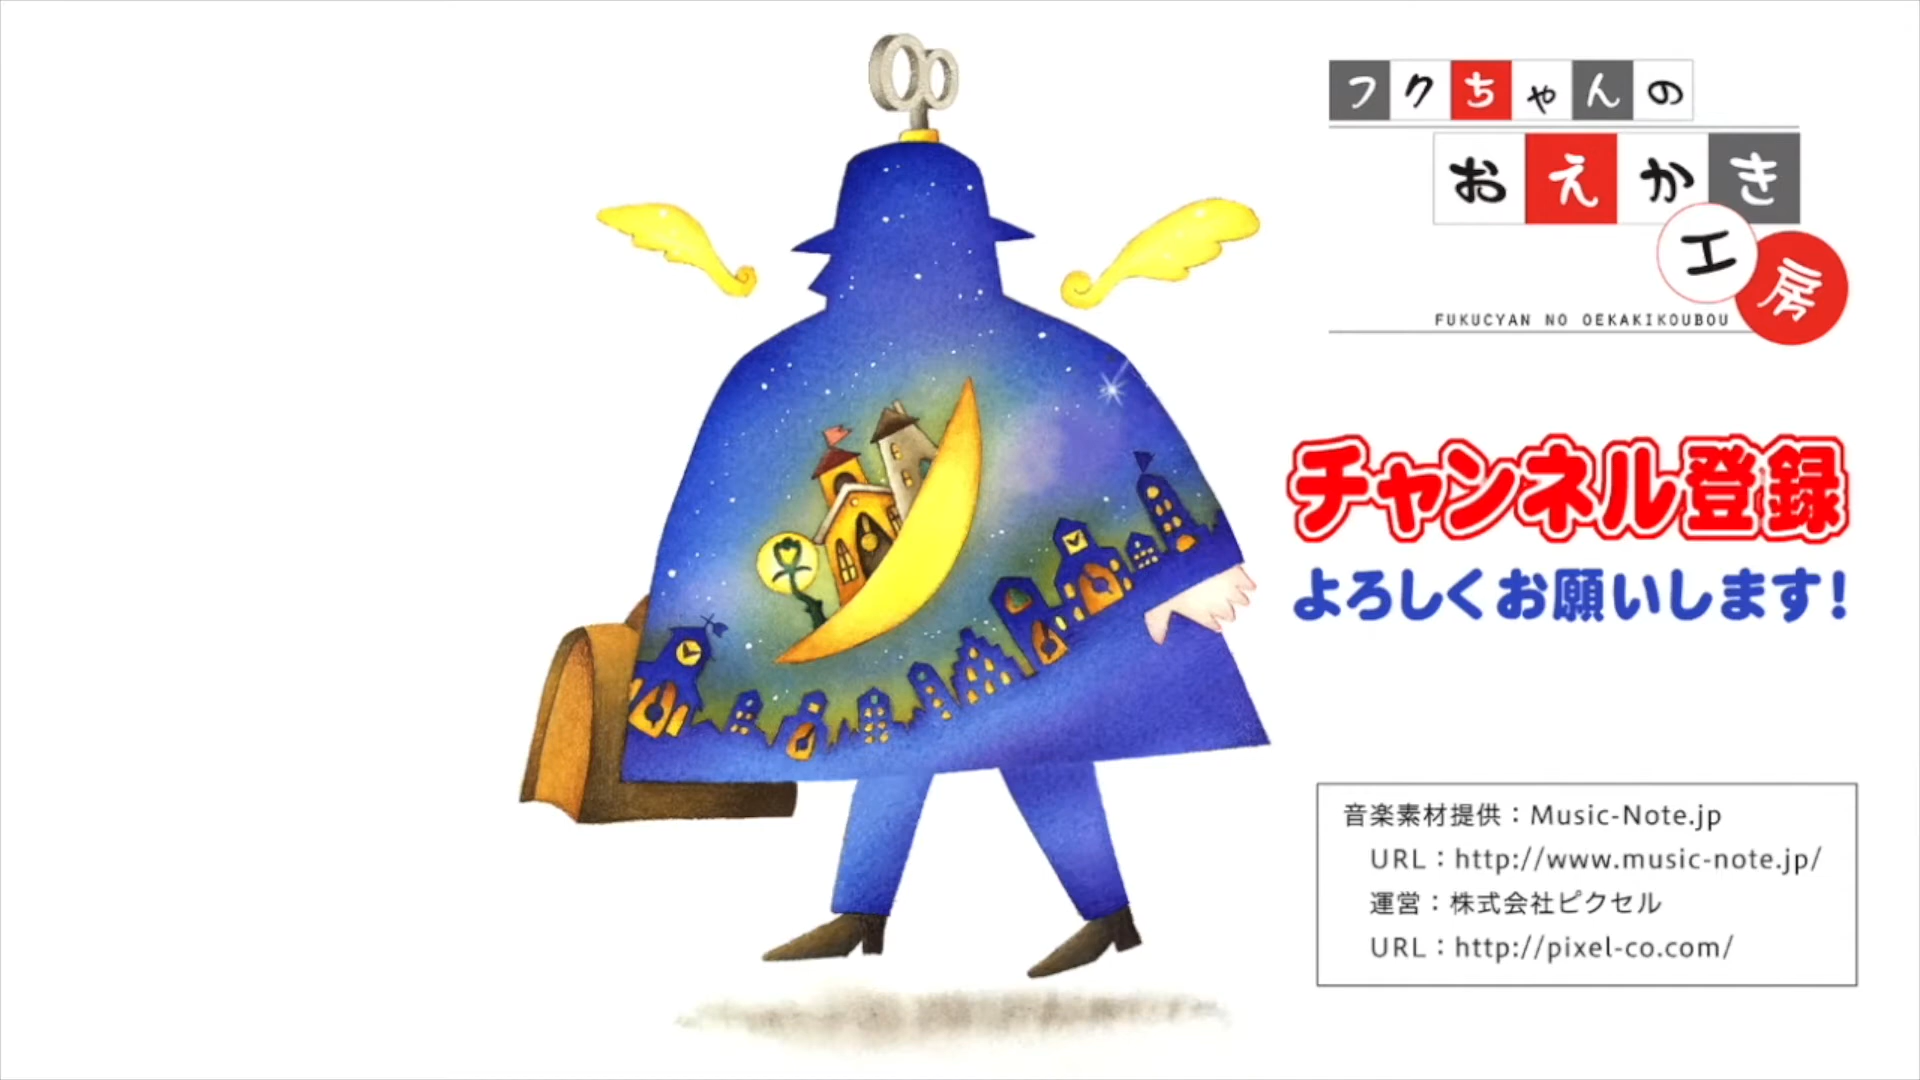 フクちゃんの
おえかき
工房
FUKUCYAN NO OEKAKIKOUBOU
チャンネル登録
よろしくお願いします!
音楽素材提供：Music-Note.jp
URL：http://www.music-note.jp/
運営：株式会社ピクセル
URL：http://pixel-co.com/